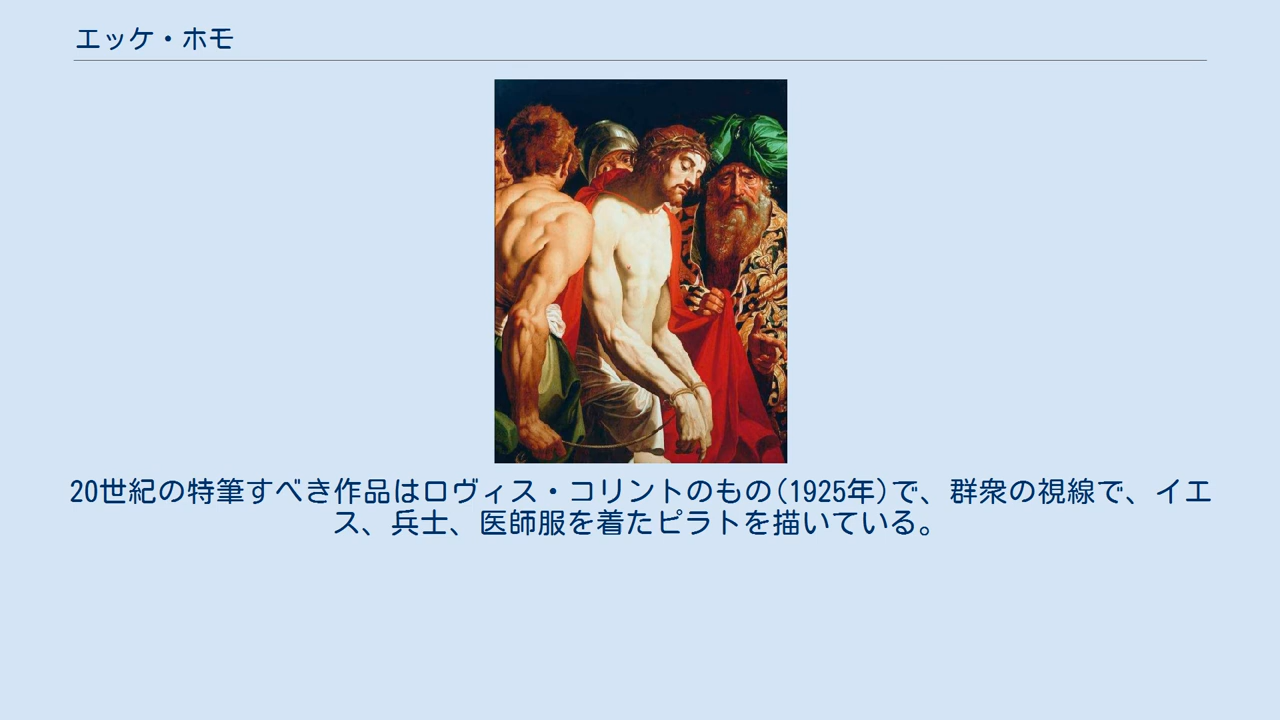 エッケ・ホモ
20世紀の特筆すべき作品はロヴィス・コリントのもの(1925年)で、群衆の視線で、イエ
ス、兵士、医師服を着たピラトを描いている。